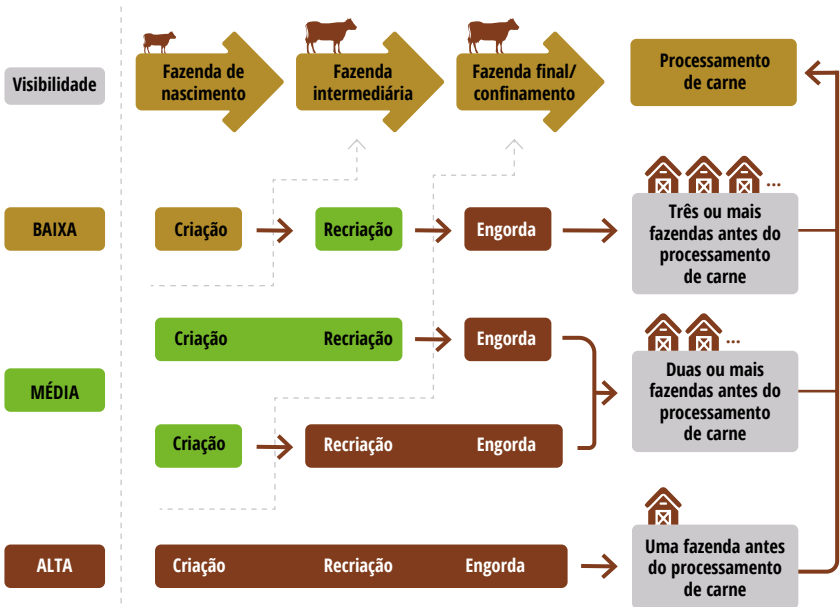 Visibilidade
Fazenda de
nascimento
Fazenda
intermediária
Fazenda final/
confinamento
Processamento
de carne
BAIXA
Criação
Recriação
Engorda
...
Três ou mais
fazendas antes do
processamento
de carne
MÉDIA
Criação
Recriação
Engorda
Criação
Recriação
Engorda
...
Duas ou mais
fazendas antes do
processamento
de carne
ALTA
Criação
Recriação
Engorda
Uma fazenda antes
do processamento
de carne